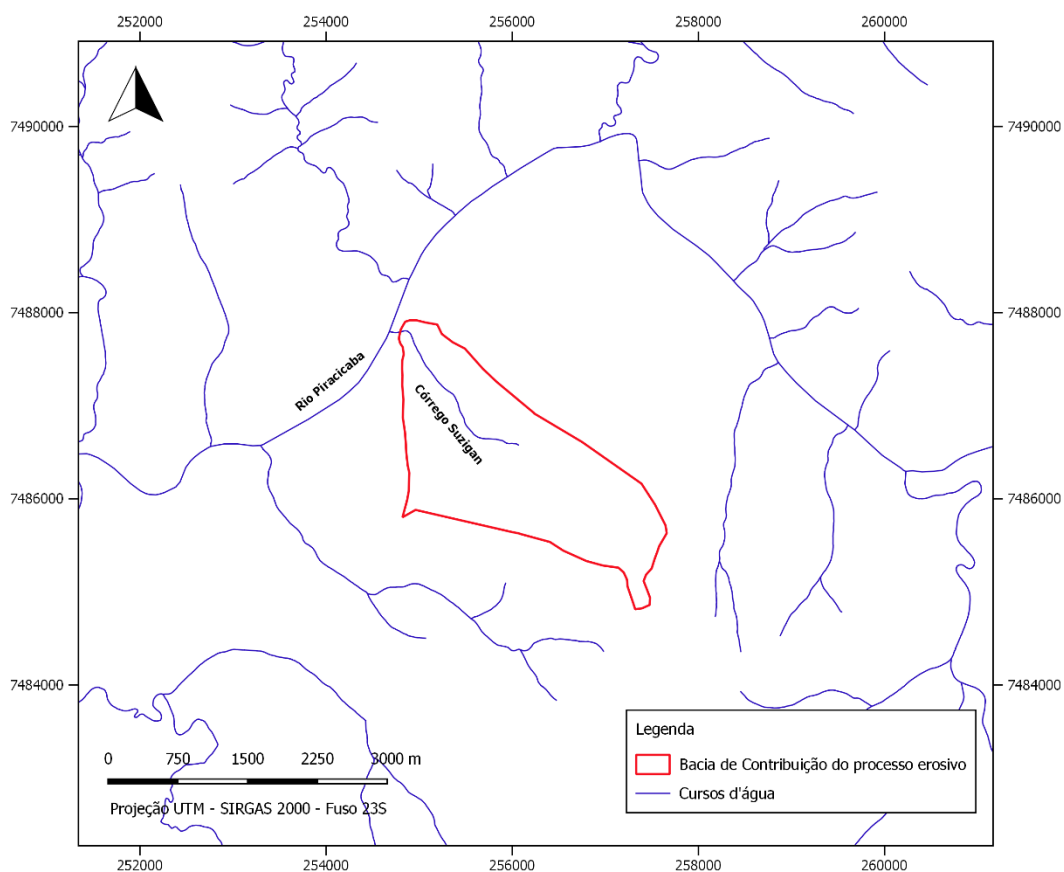 252000 254000 256000 258000 260000
7490000 7490000
7488000 7488000
Rio Piracicaba
Córrego Suzigan
7486000 7486000
7484000 7484000
Legenda
Bacia de Contribuição do processo erosivo
Cursos d'água
0 750 1500 2250 3000 m
Projeção UTM - SIRGAS 2000 - Fuso 23S
252000 254000 256000 258000 260000